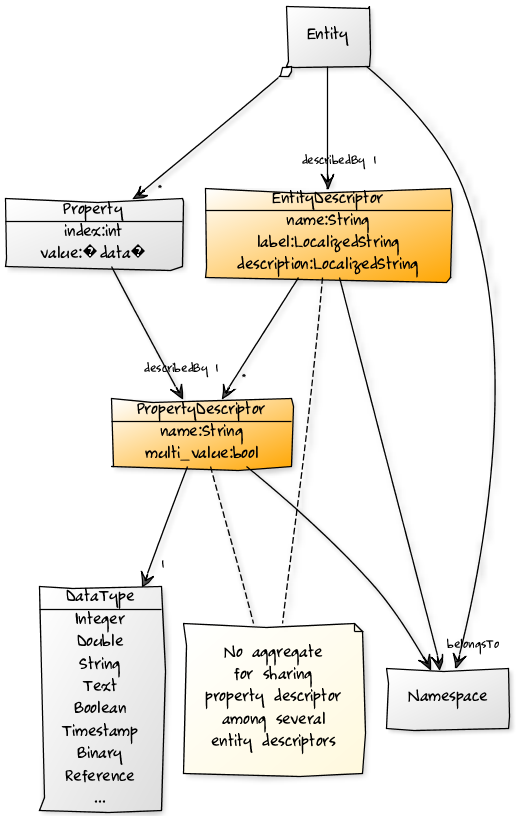 Entity
describedBy 1
*
Property
index:int
value:�data�
EntityDescriptor
name:String
label:LocalizedString
description:LocalizedString
describedBy 1
*
PropertyDescriptor
name:String
multi_value:bool
1
DataType
Integer
Double
String
Text
Boolean
Timestamp
Binary
Reference
...
No aggregate
for sharing
property descriptor
among several
entity descriptors
belongsTo
Namespace